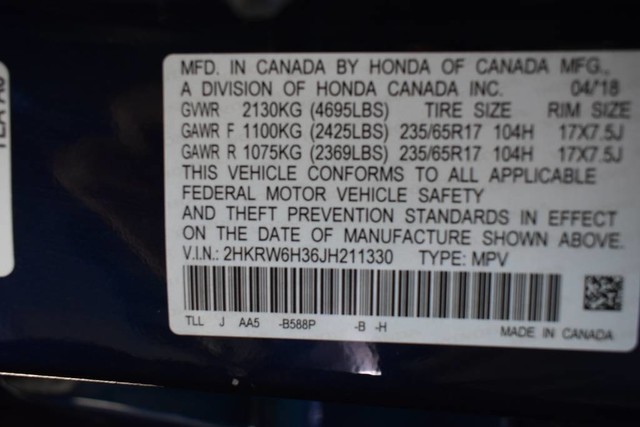 MFD. IN CANADA BY HONDA OF CANADA MFG.,
A DIVISION OF HONDA CANADA INC. 04/18
GVWR 2130KG (4695LBS) TIRE SIZE RIM SIZE
GAWR F 1100KG (2425LBS) 235/65R17 104H 17X7.5J
GAWR R 1075KG (2369LBS) 235/65R17 104H 17X7.5J
THIS VEHICLE CONFORMS TO ALL APPLICABLE
FEDERAL MOTOR VEHICLE SAFETY
AND THEFT PREVENTION STANDARDS IN EFFECT
ON THE DATE OF MANUFACTURE SHOWN ABOVE.
V.I.N.: 2HKRW6H36JH211330 TYPE: MPV
TLL J AA5 -B588P -B -H
MADE IN CANADA